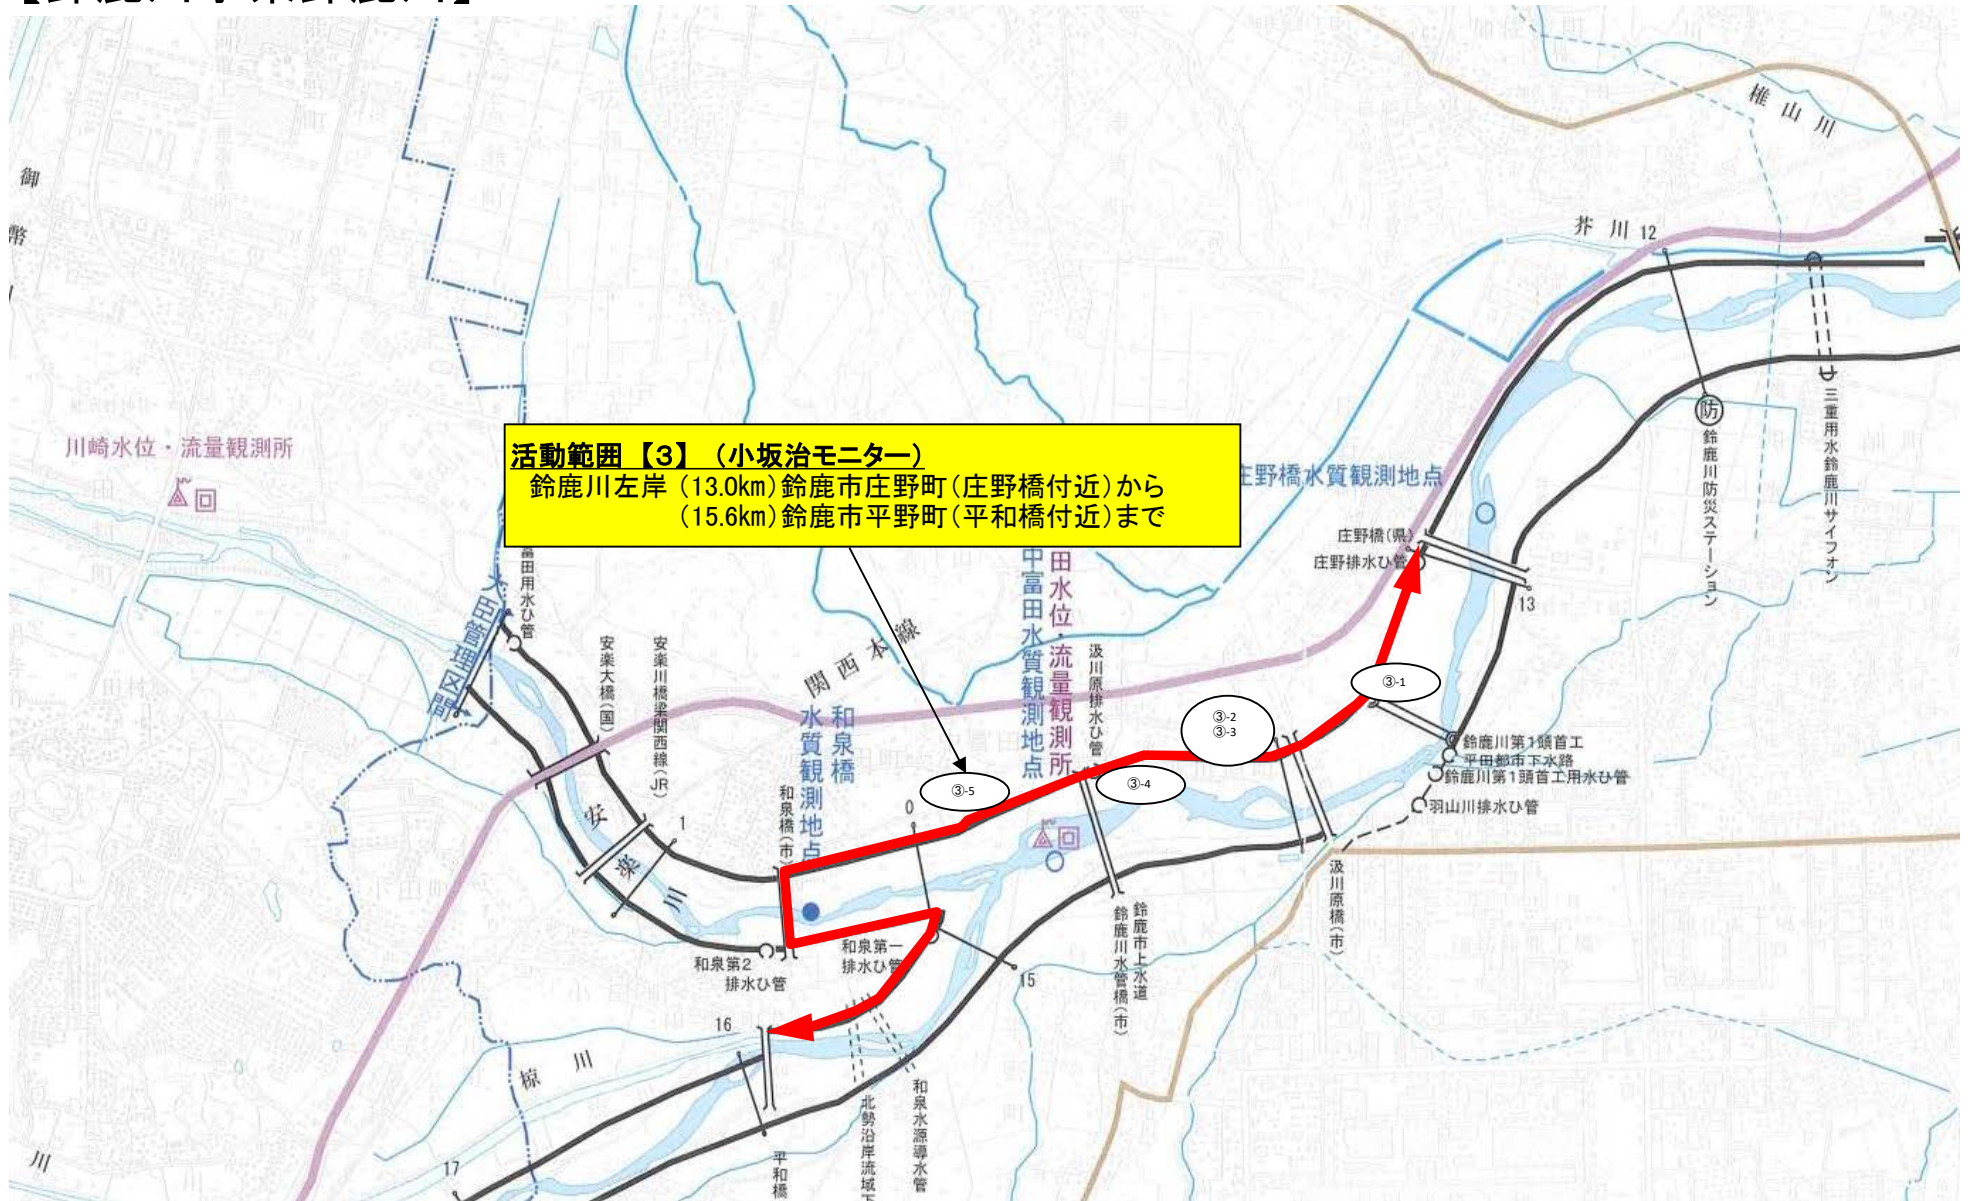 【鈴鹿川水系鈴鹿川】
御
幣
川
椎山川
芥川
12
川崎水位・流量観測所
活動範囲【3】（小坂治モニター）
鈴鹿川左岸（13.0km）鈴鹿市庄野町（庄野橋付近）から
（15.6km）鈴鹿市平野町（平和橋付近）まで
庄野橋水質観測地点
庄野橋(県)
庄野排水ひ管
13
防
鈴鹿川防災ステーション
三重用水鈴鹿川サイフォン
富田用水ひ管
大臣管理区間
安楽大橋(国)
安楽川橋梁関西線(JR)
関西本線
和泉橋
水質観測地点
和泉橋(市)
中富田水質観測地点
田水位・流量観測所
汲川原排水ひ管
③-1
③-2
③-3
③-4
③-5
0
1
安楽川
鈴鹿川第1頭首工
平田都市下水路
鈴鹿川第1頭首工用水ひ管
羽山川排水ひ管
汲川原橋(市)
鈴鹿市上水道
鈴鹿川水管橋(市)
和泉第一
排水ひ管
和泉第2
排水ひ管
15
16
椋川
17
平和橋
北勢沿岸流域下
和泉水源導水管
川